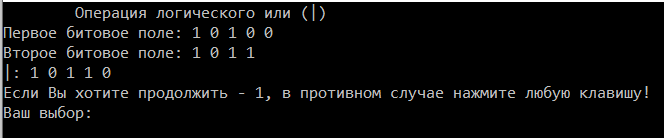 Операция логического или (|)
Первое битовое поле: 1 0 1 0 0
Второе битовое поле: 1 0 1 1
|: 1 0 1 1 0
Если Вы хотите продолжить - 1, в противном случае нажмите любую клавишу!
Ваш выбор: